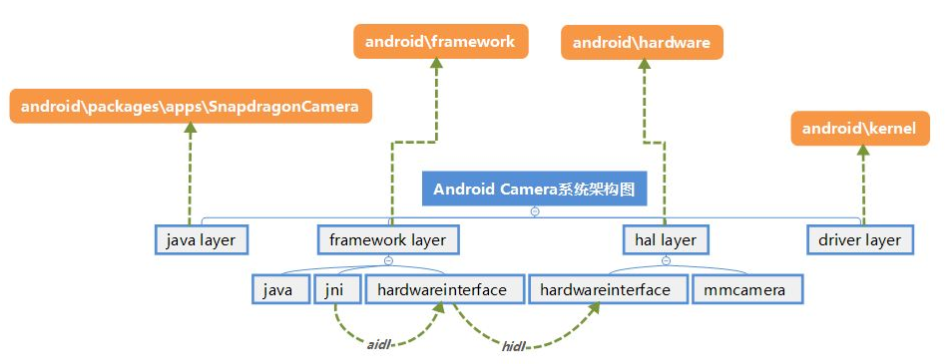 android\framework
android\hardware
android\packages\apps\SnapdragonCamera
android\kernel
Android Camera系统架构图
java layer
framework layer
hal layer
driver layer
java
jni
hardwareinterface
hardwareinterface
mmcamera
aidl
hidl